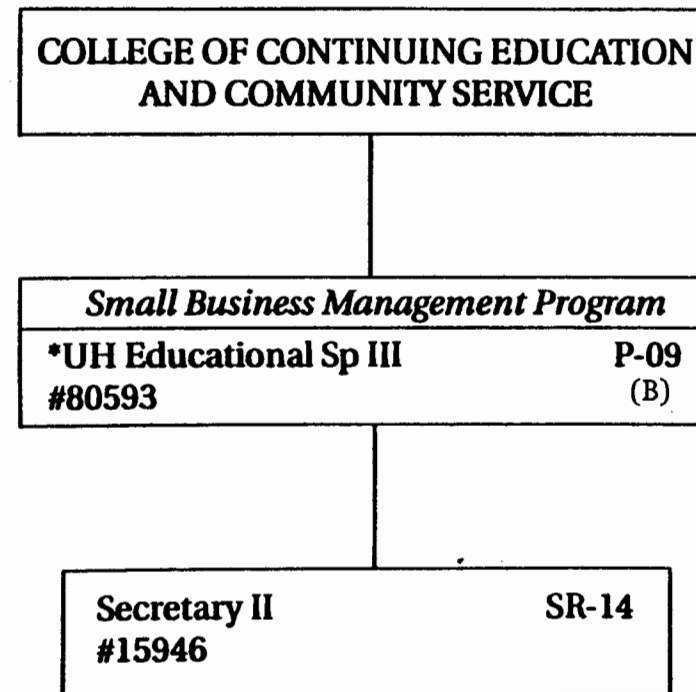 COLLEGE OF CONTINUING EDUCATION
AND COMMUNITY SERVICE
Small Business Management Program
*UH Educational Sp III P-09
#80593 (B)
Secretary II SR-14
#15946